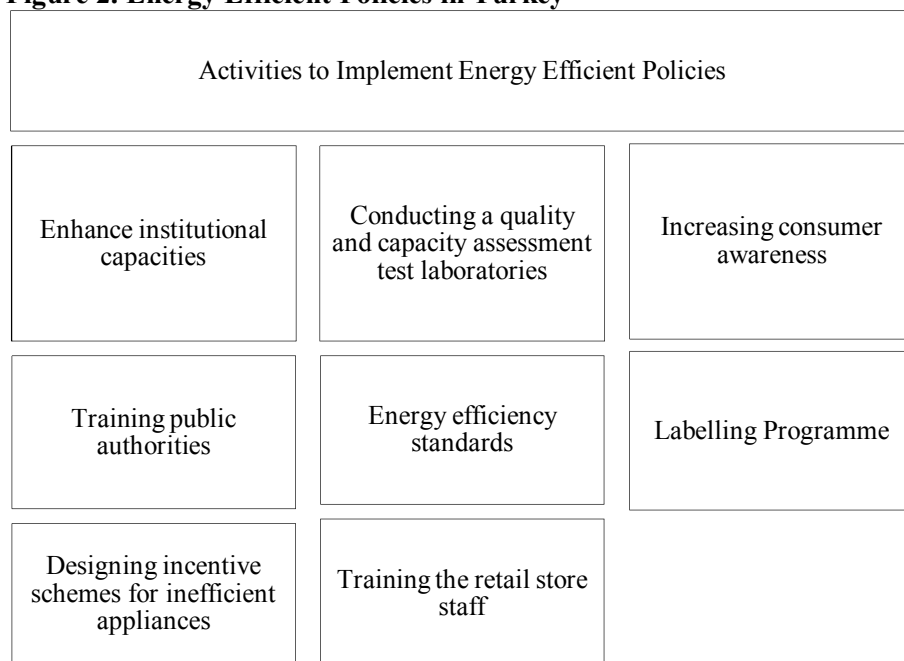 Figure 2: Energy Efficient Policies in Turkey
Activities to Implement Energy Efficient Policies
Enhance institutional
capacities
Conducting a quality
and capacity assessment
test laboratories
Increasing consumer
awareness
Training public
authorities
Energy efficiency
standards
Labelling Programme
Designing incentive
schemes for inefficient
appliances
Training the retail store
staff